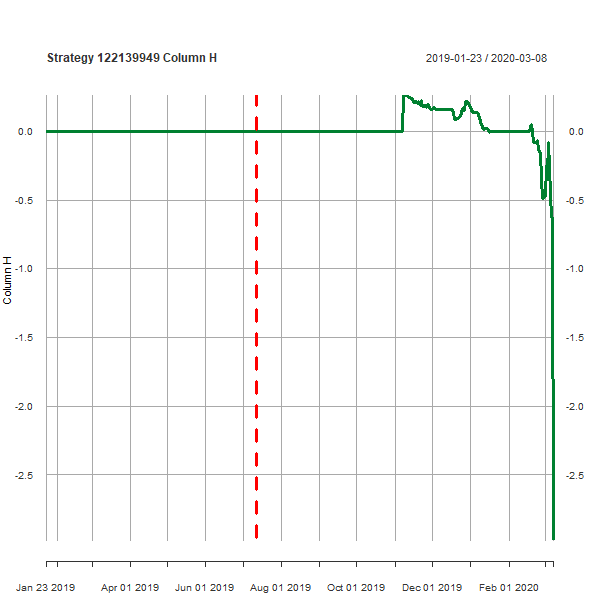 Strategy 122139949 Column H
2019-01-23 / 2020-03-08
0.0 0.0
-0.5 -0.5
-1.0 -1.0
-1.5 -1.5
-2.0 -2.0
-2.5 -2.5
Column H
Jan 23 2019 Apr 01 2019 Jun 01 2019 Aug 01 2019 Oct 01 2019 Dec 01 2019 Feb 01 2020